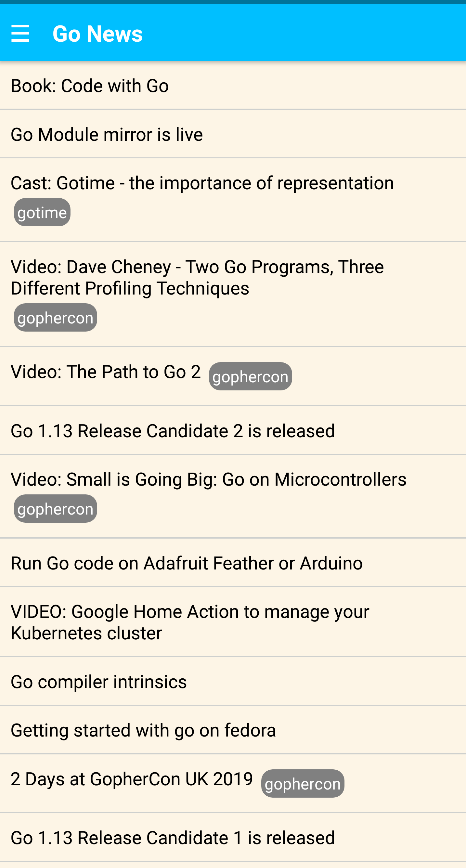 Go News
Book: Code with Go
Go Module mirror is live
Cast: Gotime - the importance of representation
gotime
Video: Dave Cheney - Two Go Programs, Three
Different Profiling Techniques
gophercon
Video: The Path to Go 2 gophercon
Go 1.13 Release Candidate 2 is released
Video: Small is Going Big: Go on Microcontrollers
gophercon
Run Go code on Adafruit Feather or Arduino
VIDEO: Google Home Action to manage your
Kubernetes cluster
Go compiler intrinsics
Getting started with go on fedora
2 Days at GopherCon UK 2019 gophercon
Go 1.13 Release Candidate 1 is released